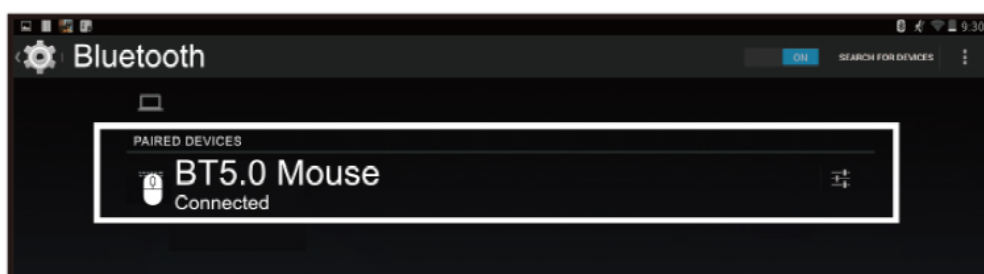 9:30
Bluetooth
ON
SEARCH FOR DEVICES
PAIRED DEVICES
BT5.0 Mouse
Connected